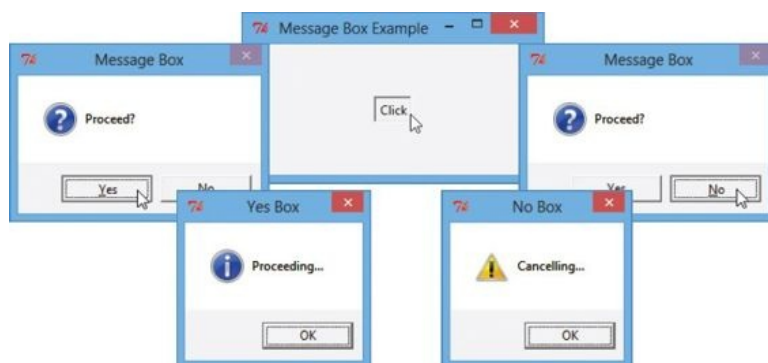 Message Box Example
Message Box
Proceed?
Yes
No
Click
Message Box
Proceed?
Yes
No
Yes Box
Proceeding...
OK
No Box
Cancelling...
OK